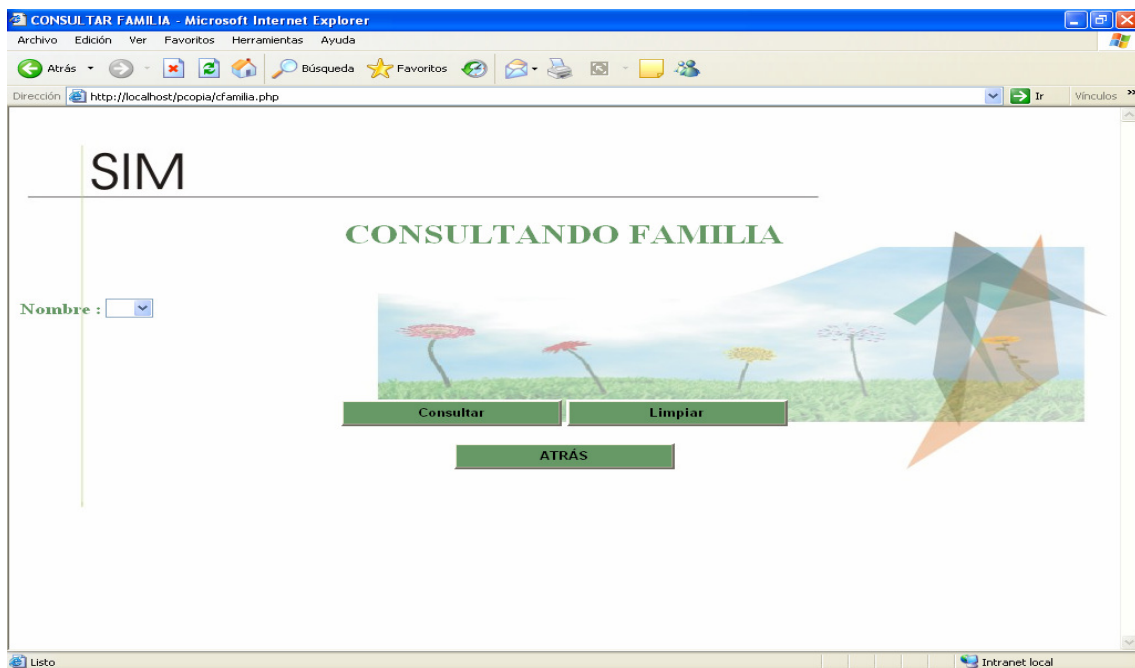 CONSULTAR FAMILIA - Microsoft Internet Explorer
Archivo Edición Ver Favoritos Herramientas Ayuda
Atrás Búsqueda Favoritos
Dirección http://localhost/pcopia/cfamilia.php Ir Vínculos »
SIM
CONSULTANDO FAMILIA
Nombre :
Consultar Limpiar
ATRÁS
Listo Intranet local